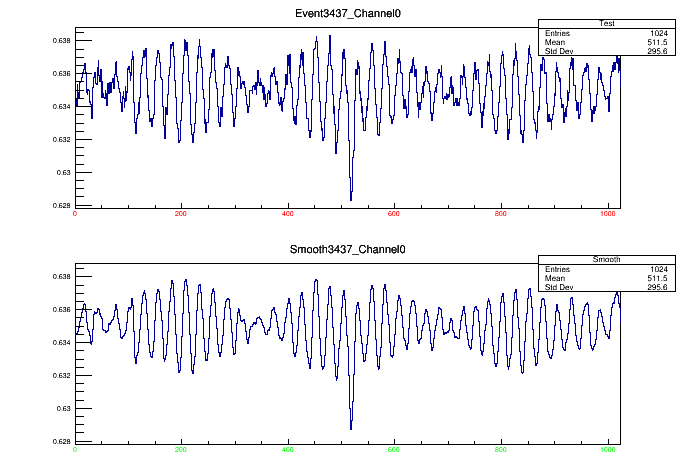 Event3437_Channel0
Test
Entries 1024
Mean 511.5
Std Dev 295.6
0.638
0.636
0.634
0.632
0.63
0.628
0 200 400 600 800 1000
Smooth3437_Channel0
Smooth
Entries 1024
Mean 511.5
Std Dev 295.6
0.638
0.636
0.634
0.632
0.63
0.628
0 200 400 600 800 1000